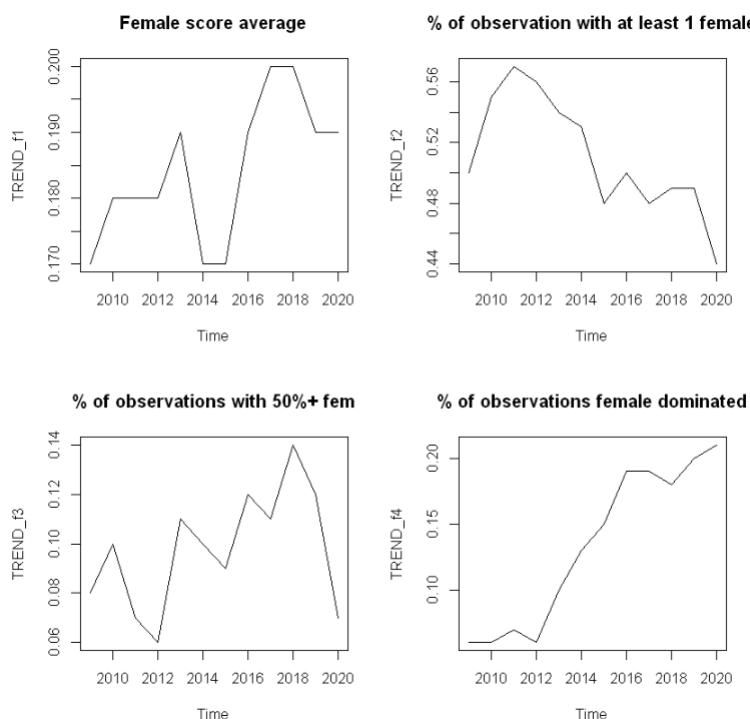 Female score average
TREND_f1
0.170 0.180 0.190 0.200
2010 2012 2014 2016 2018 2020
Time
% of observation with at least 1 female
TREND_f2
0.44 0.48 0.52 0.56
2010 2012 2014 2016 2018 2020
Time
% of observations with 50%+ fem
TREND_f3
0.06 0.08 0.10 0.12 0.14
2010 2012 2014 2016 2018 2020
Time
% of observations female dominated
TREND_f4
0.10 0.15 0.20
2010 2012 2014 2016 2018 2020
Time